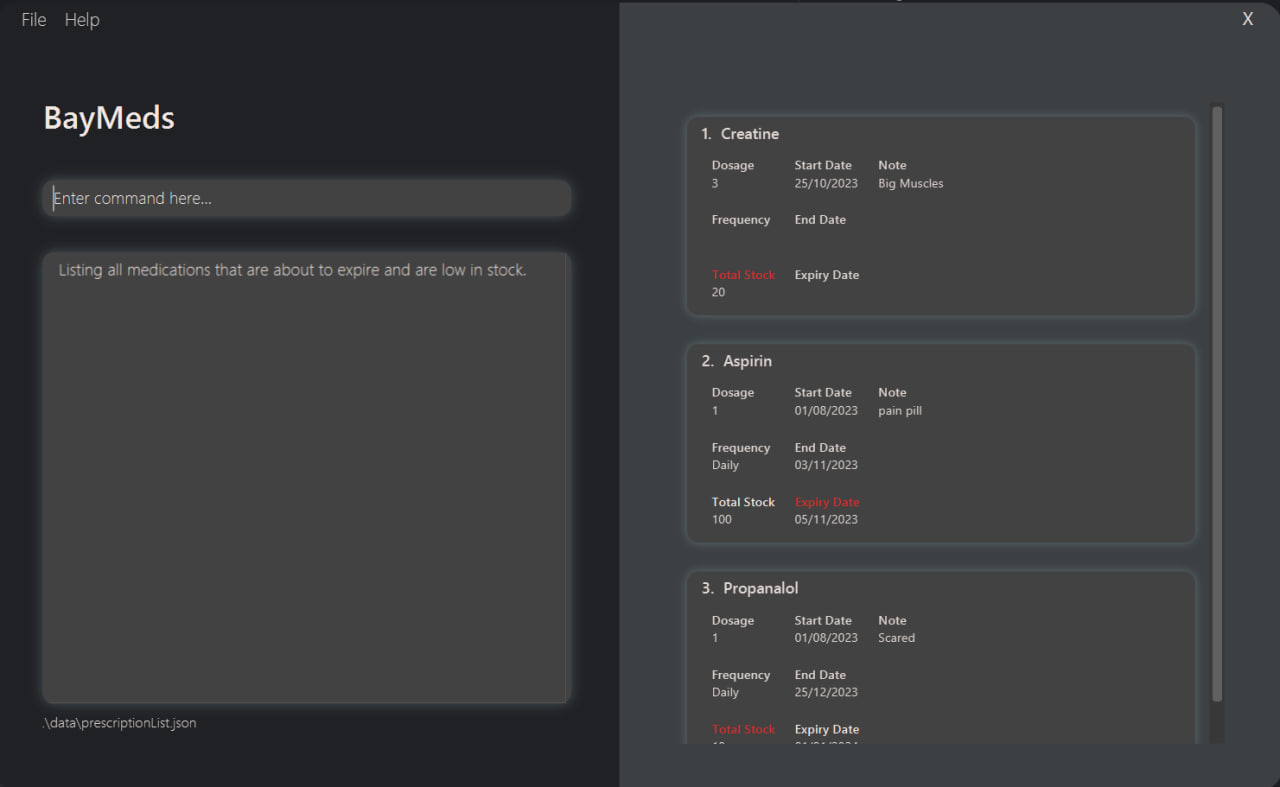 File Help
X
BayMeds
Enter command here...
Listing all medications that are about to expire and are low in stock.
.\data\prescriptionList.json
1. Creatine
Dosage Start Date Note
3 25/10/2023 Big Muscles
Frequency End Date
Total Stock Expiry Date
20
2. Aspirin
Dosage Start Date Note
1 01/08/2023 pain pill
Frequency End Date
Daily 03/11/2023
Total Stock Expiry Date
100 05/11/2023
3. Propanalol
Dosage Start Date Note
1 01/08/2023 Scared
Frequency End Date
Daily 25/12/2023
Total Stock Expiry Date